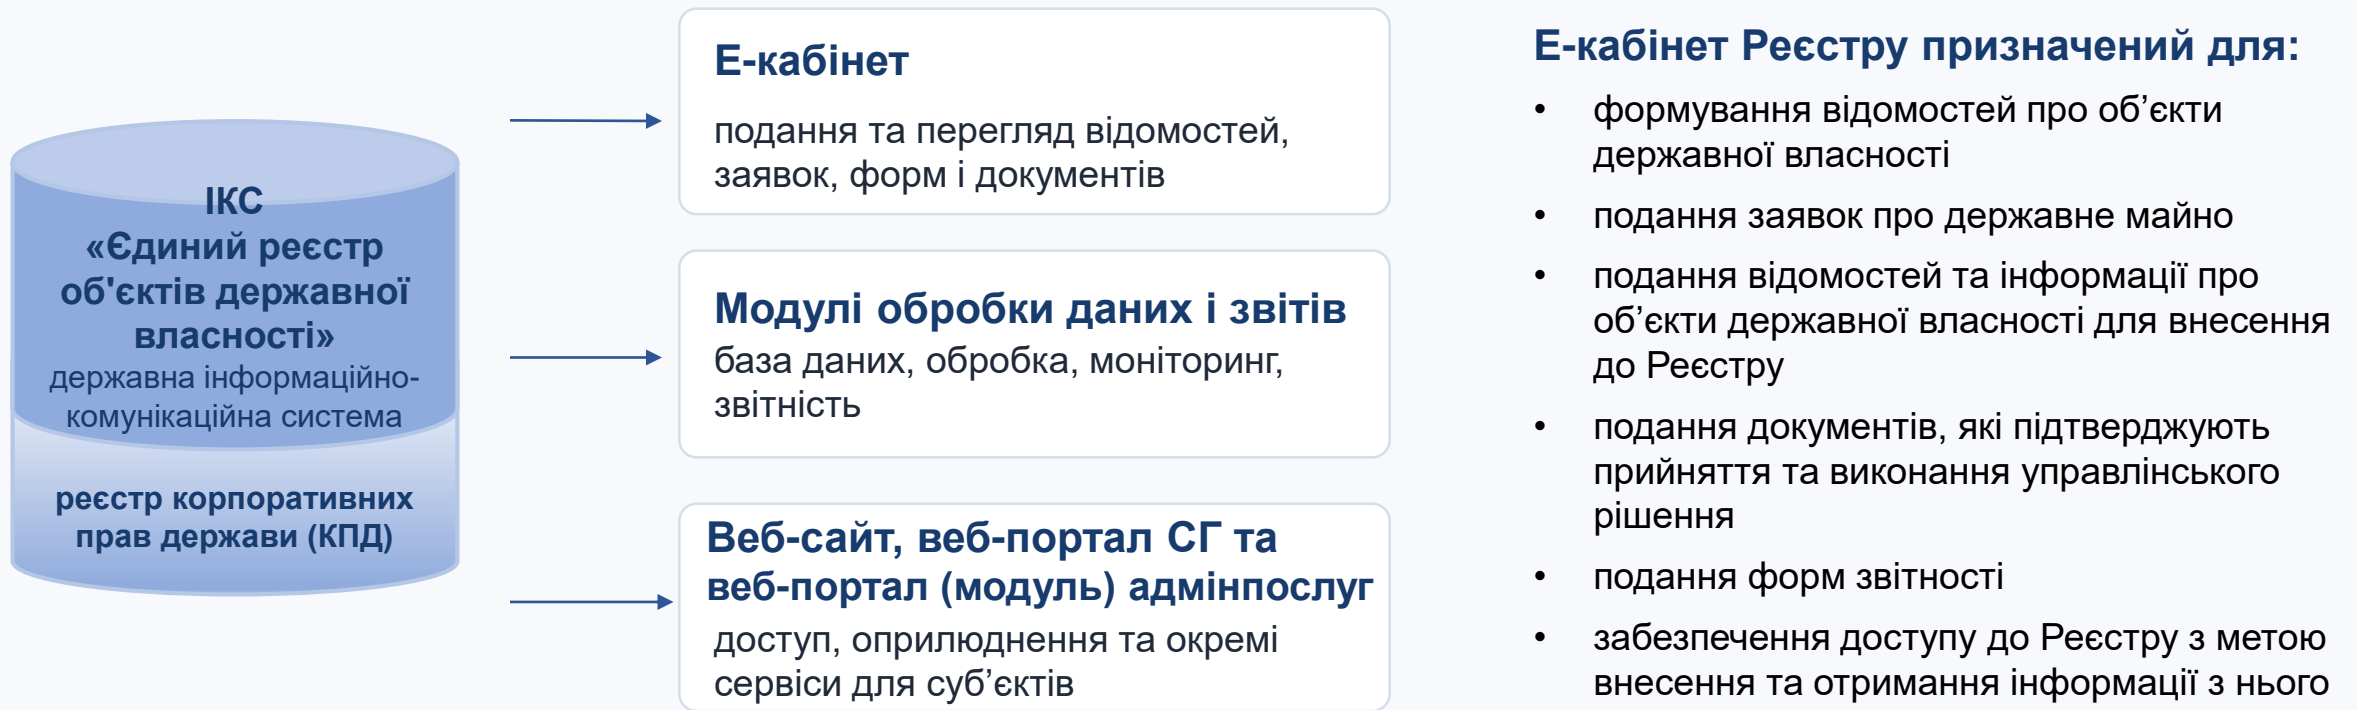 ІКС
«Єдиний реєстр
об'єктів державної
власності»
державна інформаційно-
комунікаційна система
реєстр корпоративних
прав держави (КПД)
Е-кабінет
подання та перегляд відомостей,
заявок, форм і документів
Модулі обробки даних і звітів
база даних, обробка, моніторинг,
звітність
Веб-сайт, веб-портал СГ та
веб-портал (модуль) адмінпослуг
доступ, оприлюднення та окремі
сервіси для суб’єктів
Е-кабінет Реєстру призначений для:
• формування відомостей про об’єкти
державної власності
• подання заявок про державне майно
• подання відомостей та інформації про
об’єкти державної власності для внесення
до Реєстру
• подання документів, які підтверджують
прийняття та виконання управлінського
рішення
• подання форм звітності
• забезпечення доступу до Реєстру з метою
внесення та отримання інформації з нього